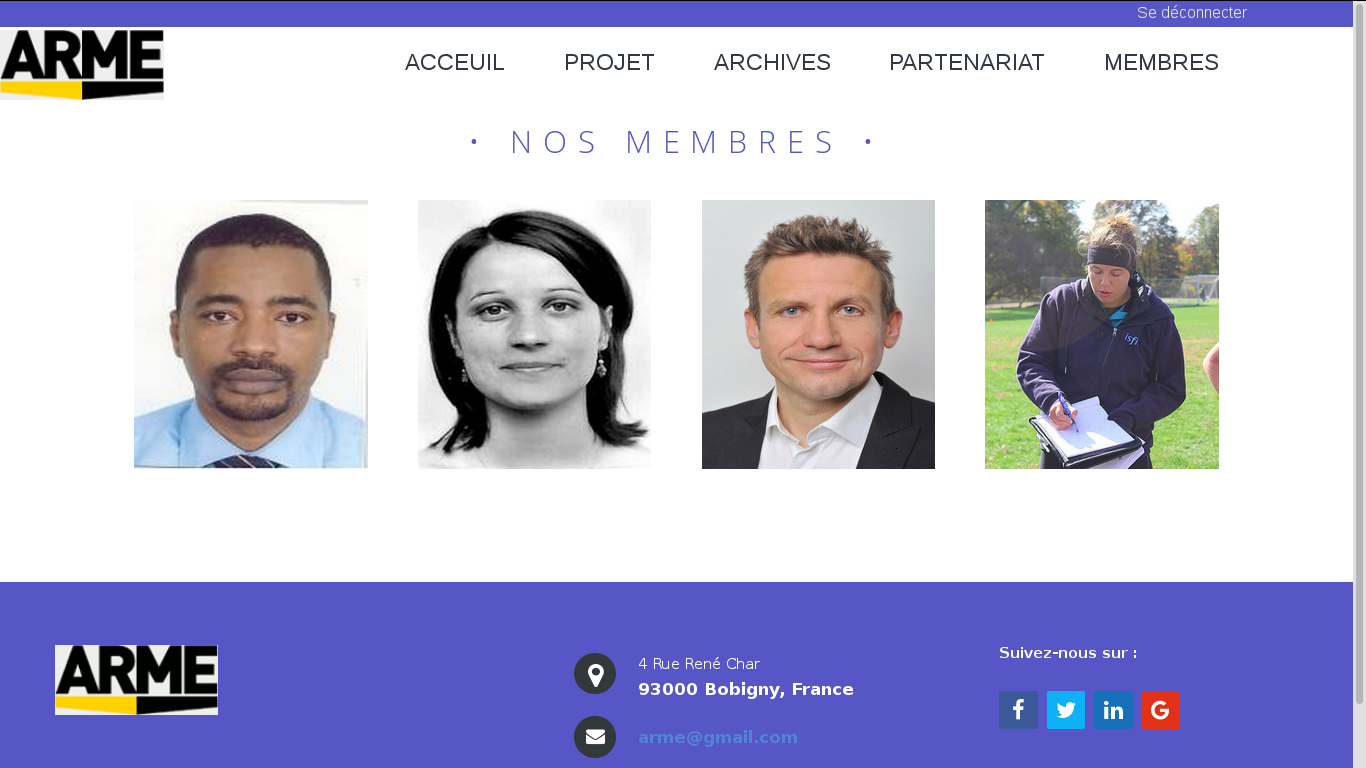 Se déconnecter
ARME
ACCEUIL PROJET ARCHIVES PARTENARIAT MEMBRES
• NOS MEMBRES •
isfi
ARME
4 Rue René Char
93000 Bobigny, France
arme@gmail.com
Suivez-nous sur :
f in G